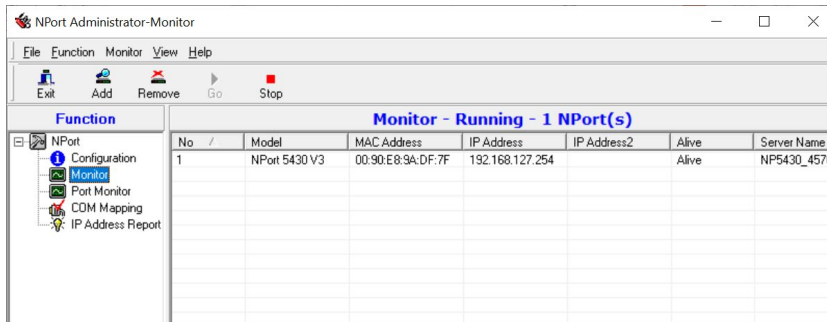 NPort Administrator-Monitor
File Function Monitor View Help
Exit Add Remove Go Stop
Function
Monitor - Running - 1 NPort(s)
NPort
Configuration
Monitor
Port Monitor
COM Mapping
IP Address Report
No Model MAC Address IP Address IP Address2 Alive Server Name
1 NPort 5430 V3 00:90:E8:9A:DF:7F 192.168.127.254 Alive NP5430_457